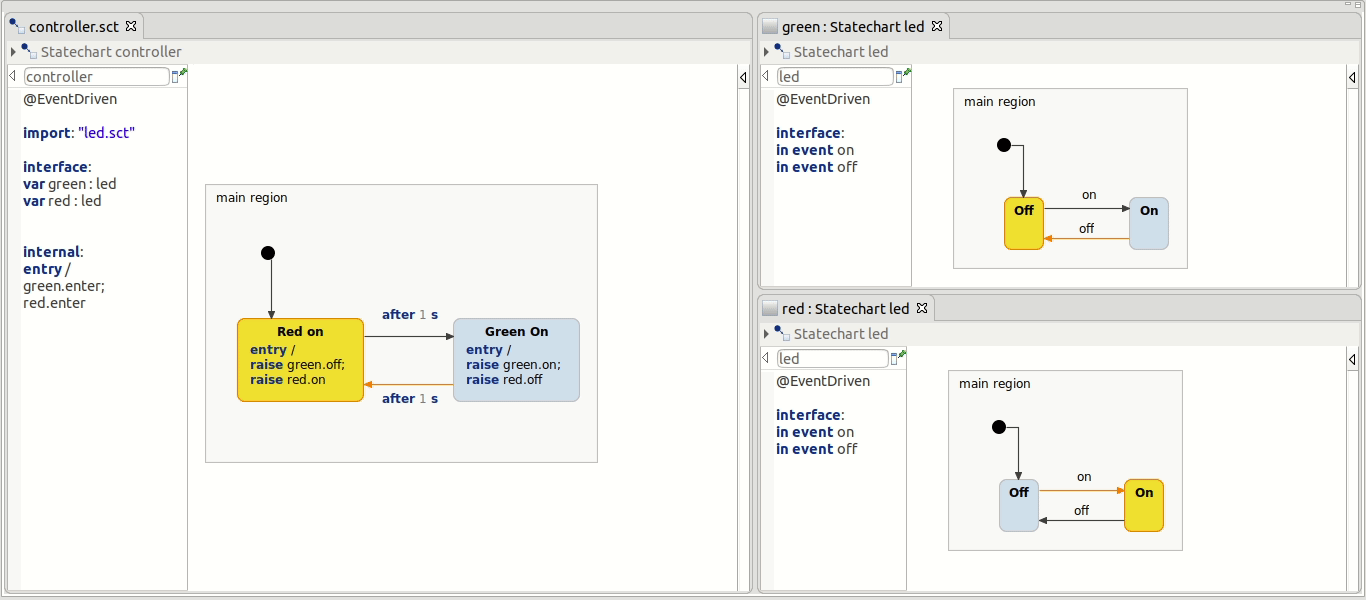 controller.sct
Statechart controller
controller
@EventDriven
import: "led.sct"
interface:
var green : led
var red : led
internal:
entry /
green.enter;
red.enter
main region
Red on
entry /
raise green.off;
raise red.on
after 1 s
after 1 s
Green On
entry /
raise green.on;
raise red.off
green : Statechart led
Statechart led
led
@EventDriven
interface:
in event on
in event off
main region
Off
on
off
On
red : Statechart led
Statechart led
led
@EventDriven
interface:
in event on
in event off
main region
Off
on
off
On